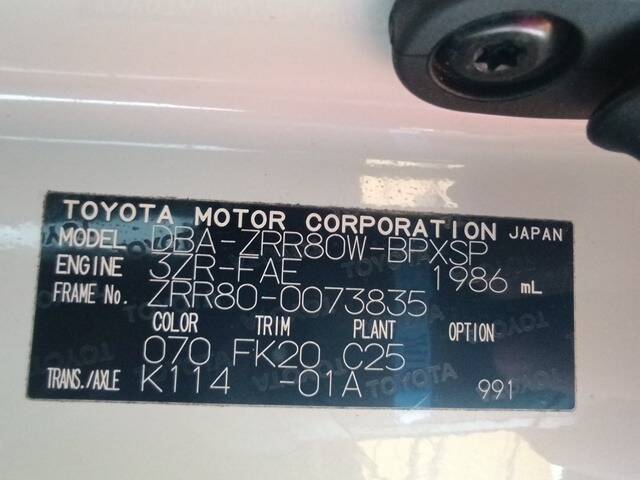 TOYOTA MOTOR CORPORATION JAPAN
MODEL DBA-ZRR80W-BPXSP
ENGINE 3ZR-FAE 1986 mL
FRAME No. ZRR80-0073835
COLOR TRIM PLANT OPTION
070 FK20 C25
TRANS./AXLE K114 -01A 991